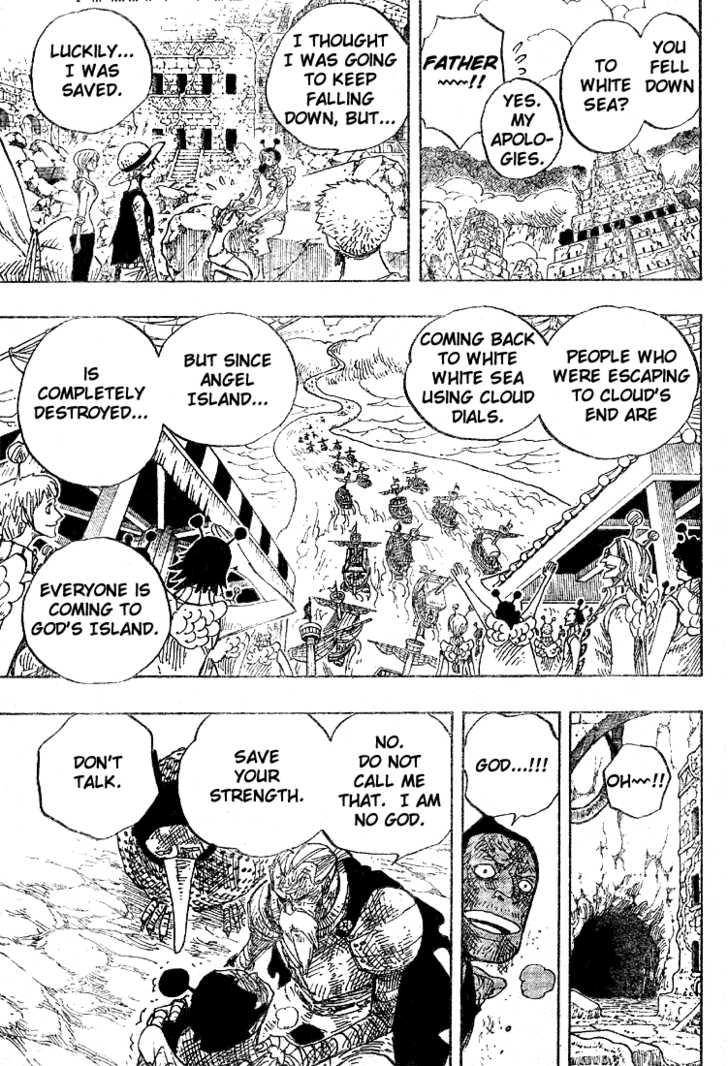 YOU
FELL
DOWN
TO
WHITE
SEA?
YES.
MY
APOLO-
GIES.
FATHER
~~~!!
I THOUGHT
I WAS GOING
TO KEEP
FALLING
DOWN, BUT...
LUCKILY...
I WAS
SAVED.
PEOPLE WHO
WERE ESCAPING
TO CLOUD'S
END ARE
COMING BACK
TO WHITE
WHITE SEA
USING CLOUD
DIALS.
BUT SINCE
ANGEL
ISLAND...
IS
COMPLETELY
DESTROYED...
EVERYONE IS
COMING TO
GOD'S ISLAND.
OH~~!!
GOD...!!!
NO.
DO NOT
CALL ME
THAT. I AM
NO GOD.
SAVE
YOUR
STRENGTH.
DON'T
TALK.